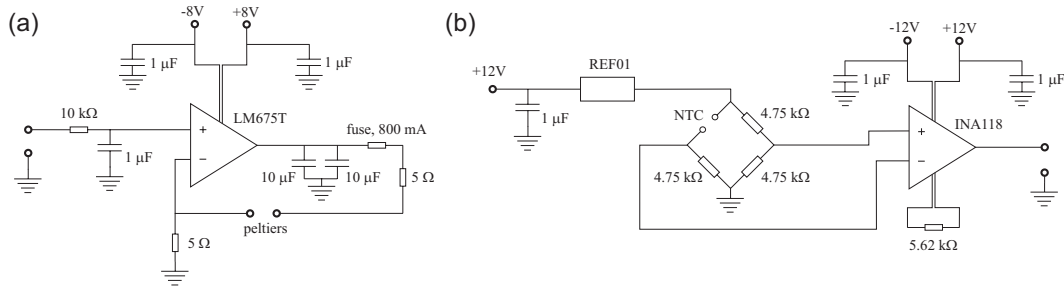 (a)
-8V
+8V
1 μF
1 μF
10 kΩ
LM675T
+
−
fuse, 800 mA
1 μF
10 μF
10 μF
5 Ω
peltiers
5 Ω
(b)
-12V
+12V
REF01
+12V
1 μF
1 μF
1 μF
NTC
4.75 kΩ
INA118
+
−
4.75 kΩ
4.75 kΩ
5.62 kΩ